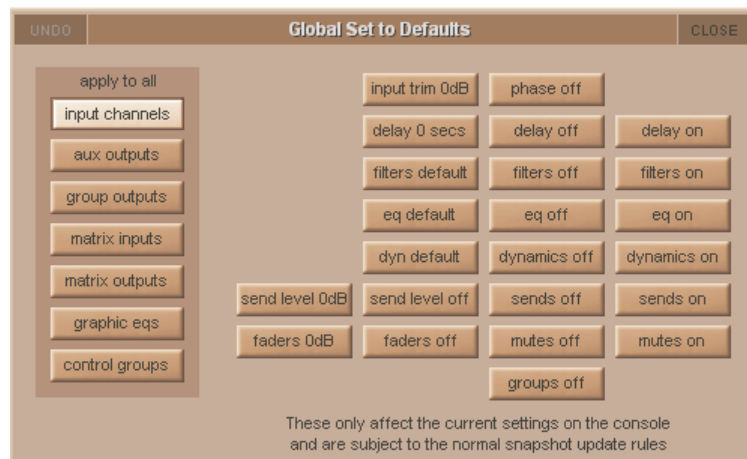 UNDO Global Set to Defaults CLOSE
apply to all
input channels
aux outputs
group outputs
matrix inputs
matrix outputs
graphic eqs
control groups
input trim 0dB phase off
delay 0 secs delay off delay on
filters default filters off filters on
eq default eq off eq on
dyn default dynamics off dynamics on
send level 0dB send level off sends off sends on
faders 0dB faders off mutes off mutes on
groups off
These only affect the current settings on the console
and are subject to the normal snapshot update rules